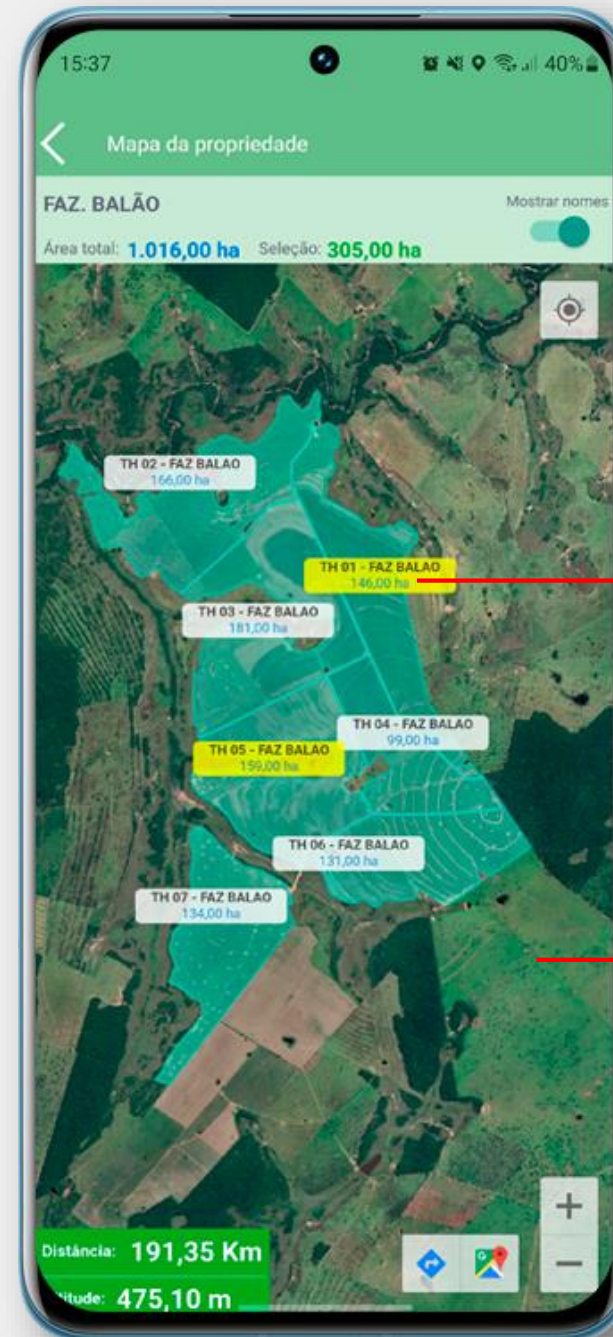 15:37
40%
Mapa da propriedade
FAZ. BALÃO
Mostrar nomes
Área total: 1.016,00 ha Seleção: 305,00 ha
TH 02 - FAZ BALAO
166,00 ha
TH 01 - FAZ BALAO
146,00 ha
TH 03 - FAZ BALAO
181,00 ha
TH 04 - FAZ BALAO
99,00 ha
TH 05 - FAZ BALAO
159,00 ha
TH 06 - FAZ BALAO
131,00 ha
TH 07 - FAZ BALAO
134,00 ha
+
Distância: 191,35 Km
−
titude: 475,10 m